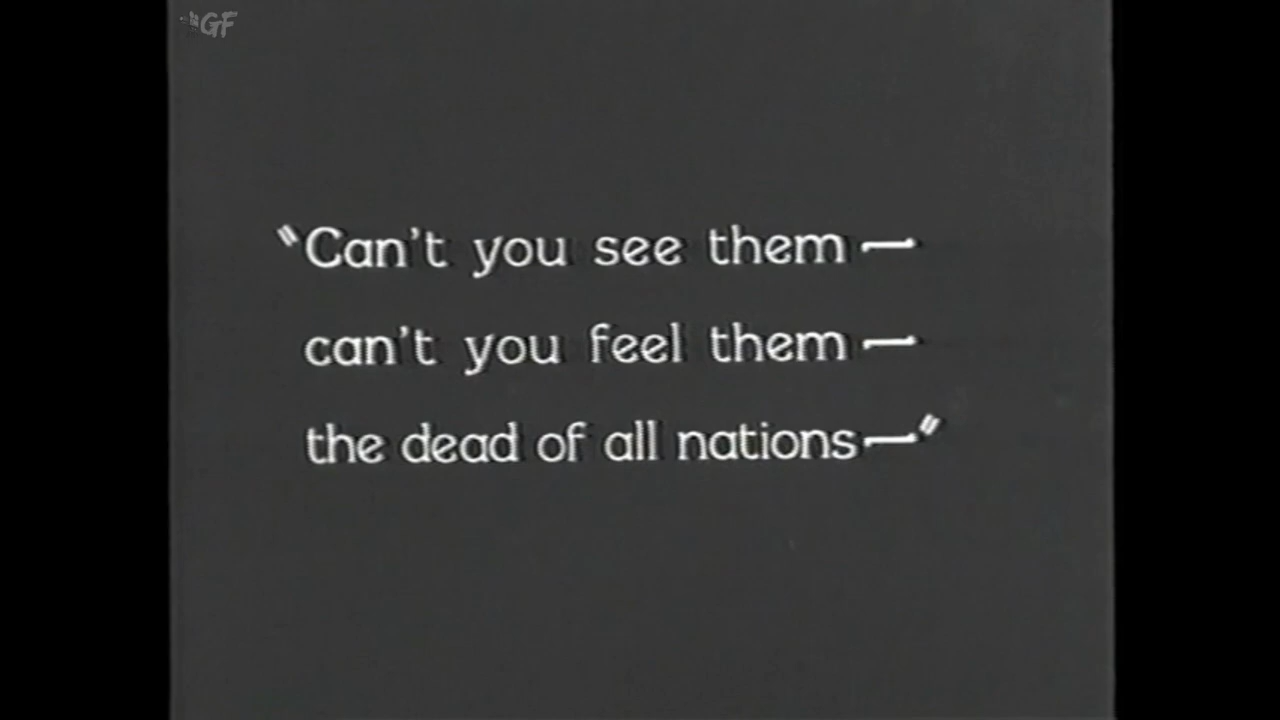 GF
"Can't you see them —
can't you feel them —
the dead of all nations—"